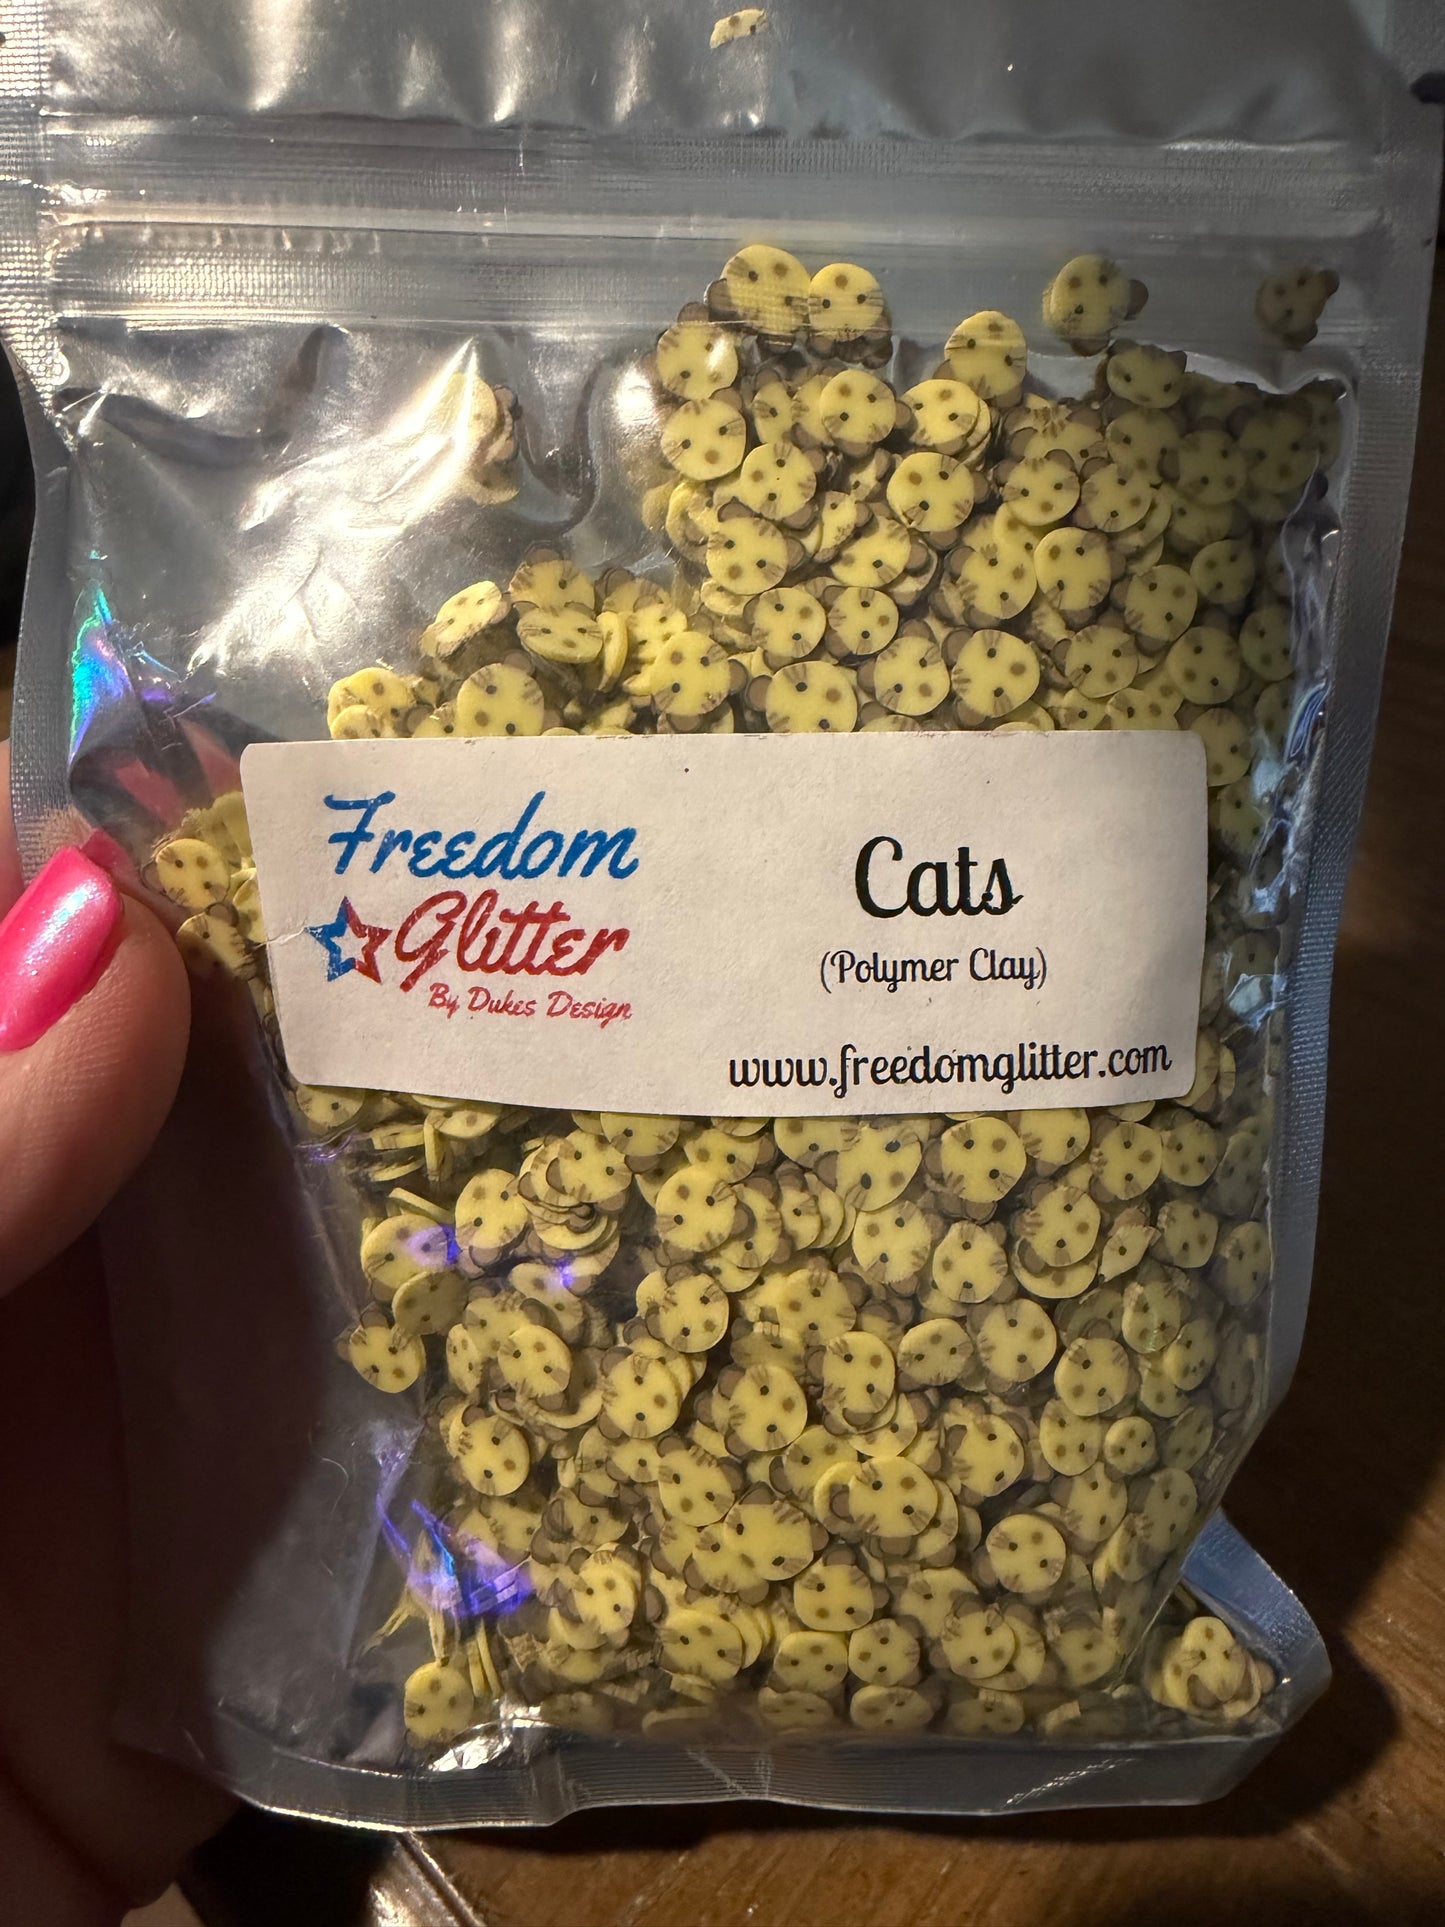 Freedom
Glitter
By Dukes Design
Cats
(Polymer Clay)
www.freedomglitter.com